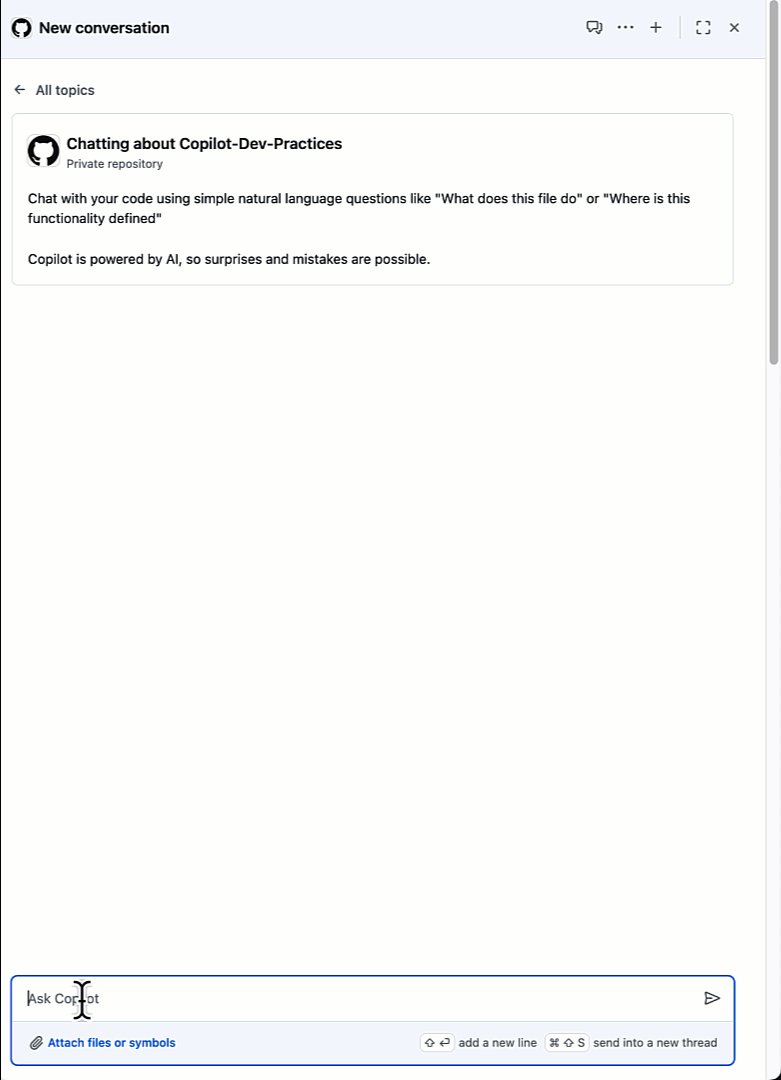 New conversation
All topics
Chatting about Copilot-Dev-Practices
Private repository
Chat with your code using simple natural language questions like "What does this file do" or "Where is this
functionality defined"
Copilot is powered by AI, so surprises and mistakes are possible.
Ask Copilot
Attach files or symbols
⇧ ↵ add a new line ⌘ ⇧ S send into a new thread